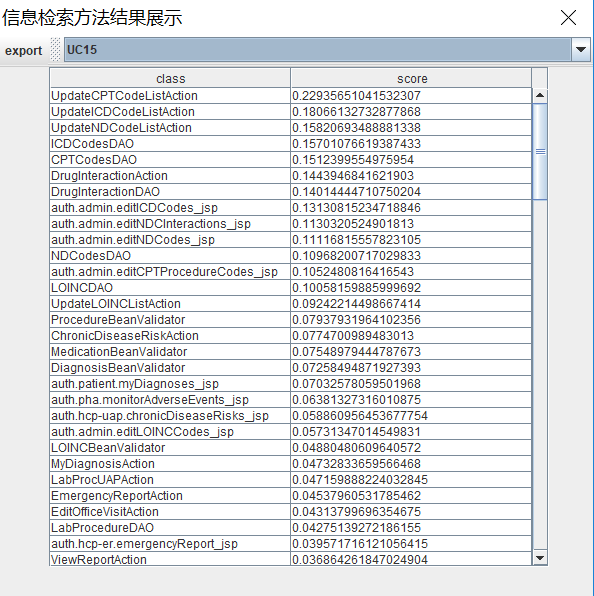 信息检索方法结果展示
export UC15
class score
UpdateCPTCodeListAction 0.22935651041532307
UpdateICDCodeListAction 0.18066132732877868
UpdateNDCodeListAction 0.15820693488881338
ICDCodesDAO 0.15701076619387433
CPTCodesDAO 0.1512399554975954
DrugInteractionAction 0.1443946841621903
DrugInteractionDAO 0.14014444710750204
auth.admin.editICDCodes_jsp 0.13130815234718846
auth.admin.editNDCInteractions_jsp 0.1130320524901813
auth.admin.editNDCodes_jsp 0.11116815557823105
NDCodesDAO 0.10968200717029833
auth.admin.editCPTProcedureCodes_jsp 0.1052480816416543
LOINCDAO 0.10058159885999692
UpdateLOINCListAction 0.09242214498667414
ProcedureBeanValidator 0.07937931964102356
ChronicDiseaseRiskAction 0.0774700989483013
MedicationBeanValidator 0.07548979444787673
DiagnosisBeanValidator 0.07258494871927393
auth.patient.myDiagnoses_jsp 0.07032578059501968
auth.pha.monitorAdverseEvents_jsp 0.06381327316010875
auth.hcp-uap.chronicDiseaseRisks_jsp 0.058860956453677754
auth.admin.editLOINCCodes_jsp 0.05731347014549831
LOINCBeanValidator 0.04880480609640572
MyDiagnosisAction 0.04732833659566468
LabProcUAPAction 0.047159888224032845
EmergencyReportAction 0.04537960531785462
EditOfficeVisitAction 0.04313799696354675
LabProcedureDAO 0.04275139272186155
auth.hcp-er.emergencyReport_jsp 0.039571716121056415
ViewReportAction 0.036864261847024904